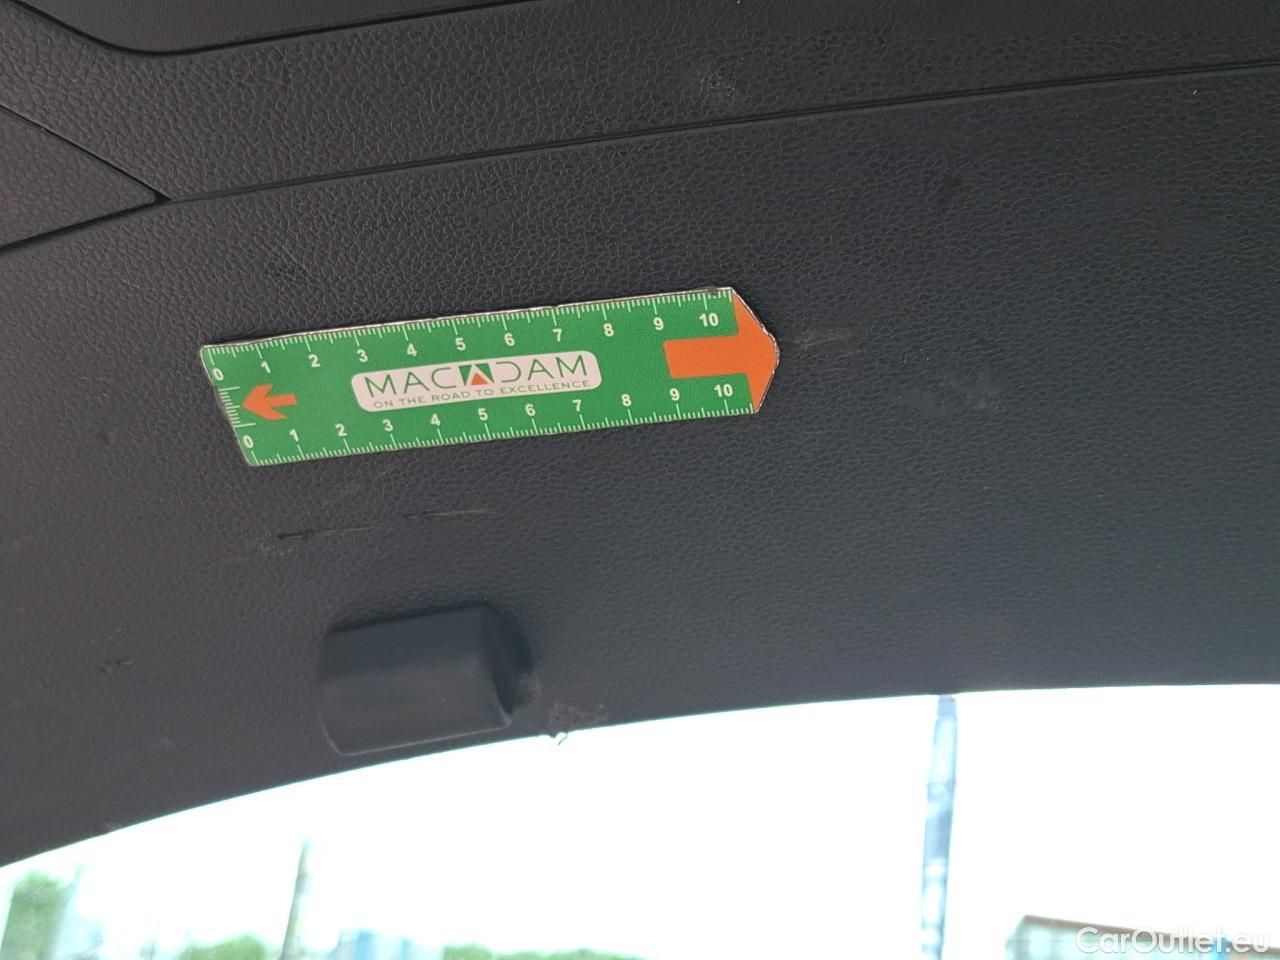 0 1 2 3 4 5 6 7 8 9 10
MACADAM
ON THE ROAD TO EXCELLENCE
0 1 2 3 4 5 6 7 8 9 10
CarOutlet.eu